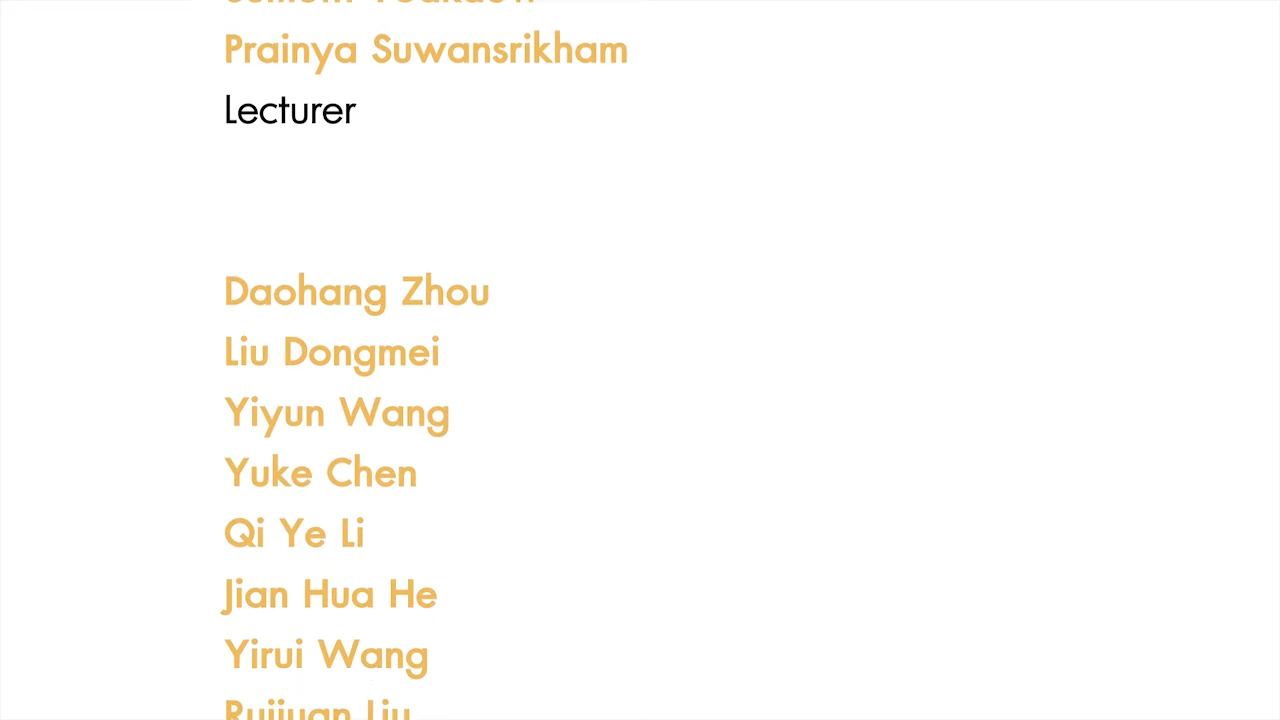 Prainya Suwansrikham
Lecturer
Daohang Zhou
Liu Dongmei
Yiyun Wang
Yuke Chen
Qi Ye Li
Jian Hua He
Yirui Wang
Liu